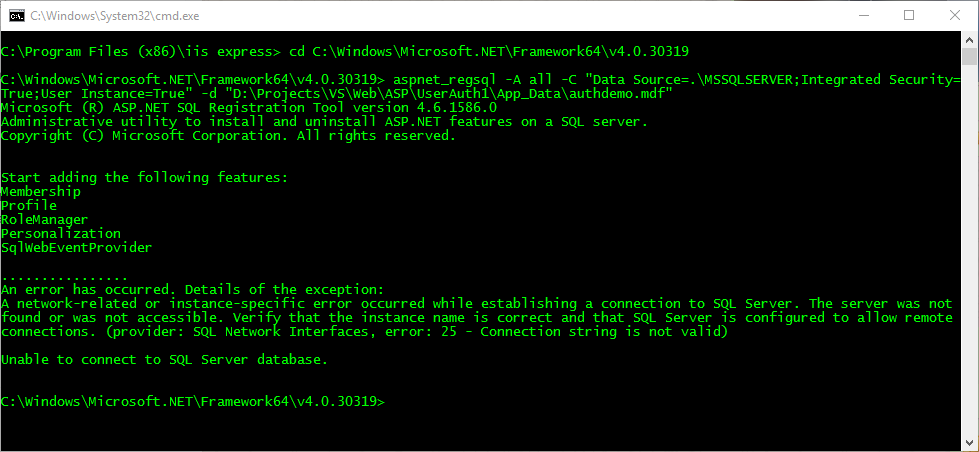 C:\Windows\System32\cmd.exe
C:\Program Files (x86)\iis express> cd C:\Windows\Microsoft.NET\Framework64\v4.0.30319
C:\Windows\Microsoft.NET\Framework64\v4.0.30319> aspnet_regsql -A all -C "Data Source=.\MSSQLSERVER;Integrated Security=
True;User Instance=True" -d "D:\Projects\VS\Web\ASP\UserAuth1\App_Data\authdemo.mdf"
Microsoft (R) ASP.NET SQL Registration Tool version 4.6.1586.0
Administrative utility to install and uninstall ASP.NET features on a SQL server.
Copyright (C) Microsoft Corporation. All rights reserved.
Start adding the following features:
Membership
Profile
RoleManager
Personalization
SqlWebEventProvider
................
An error has occurred. Details of the exception:
A network-related or instance-specific error occurred while establishing a connection to SQL Server. The server was not
found or was not accessible. Verify that the instance name is correct and that SQL Server is configured to allow remote
connections. (provider: SQL Network Interfaces, error: 25 - Connection string is not valid)
Unable to connect to SQL Server database.
C:\Windows\Microsoft.NET\Framework64\v4.0.30319>